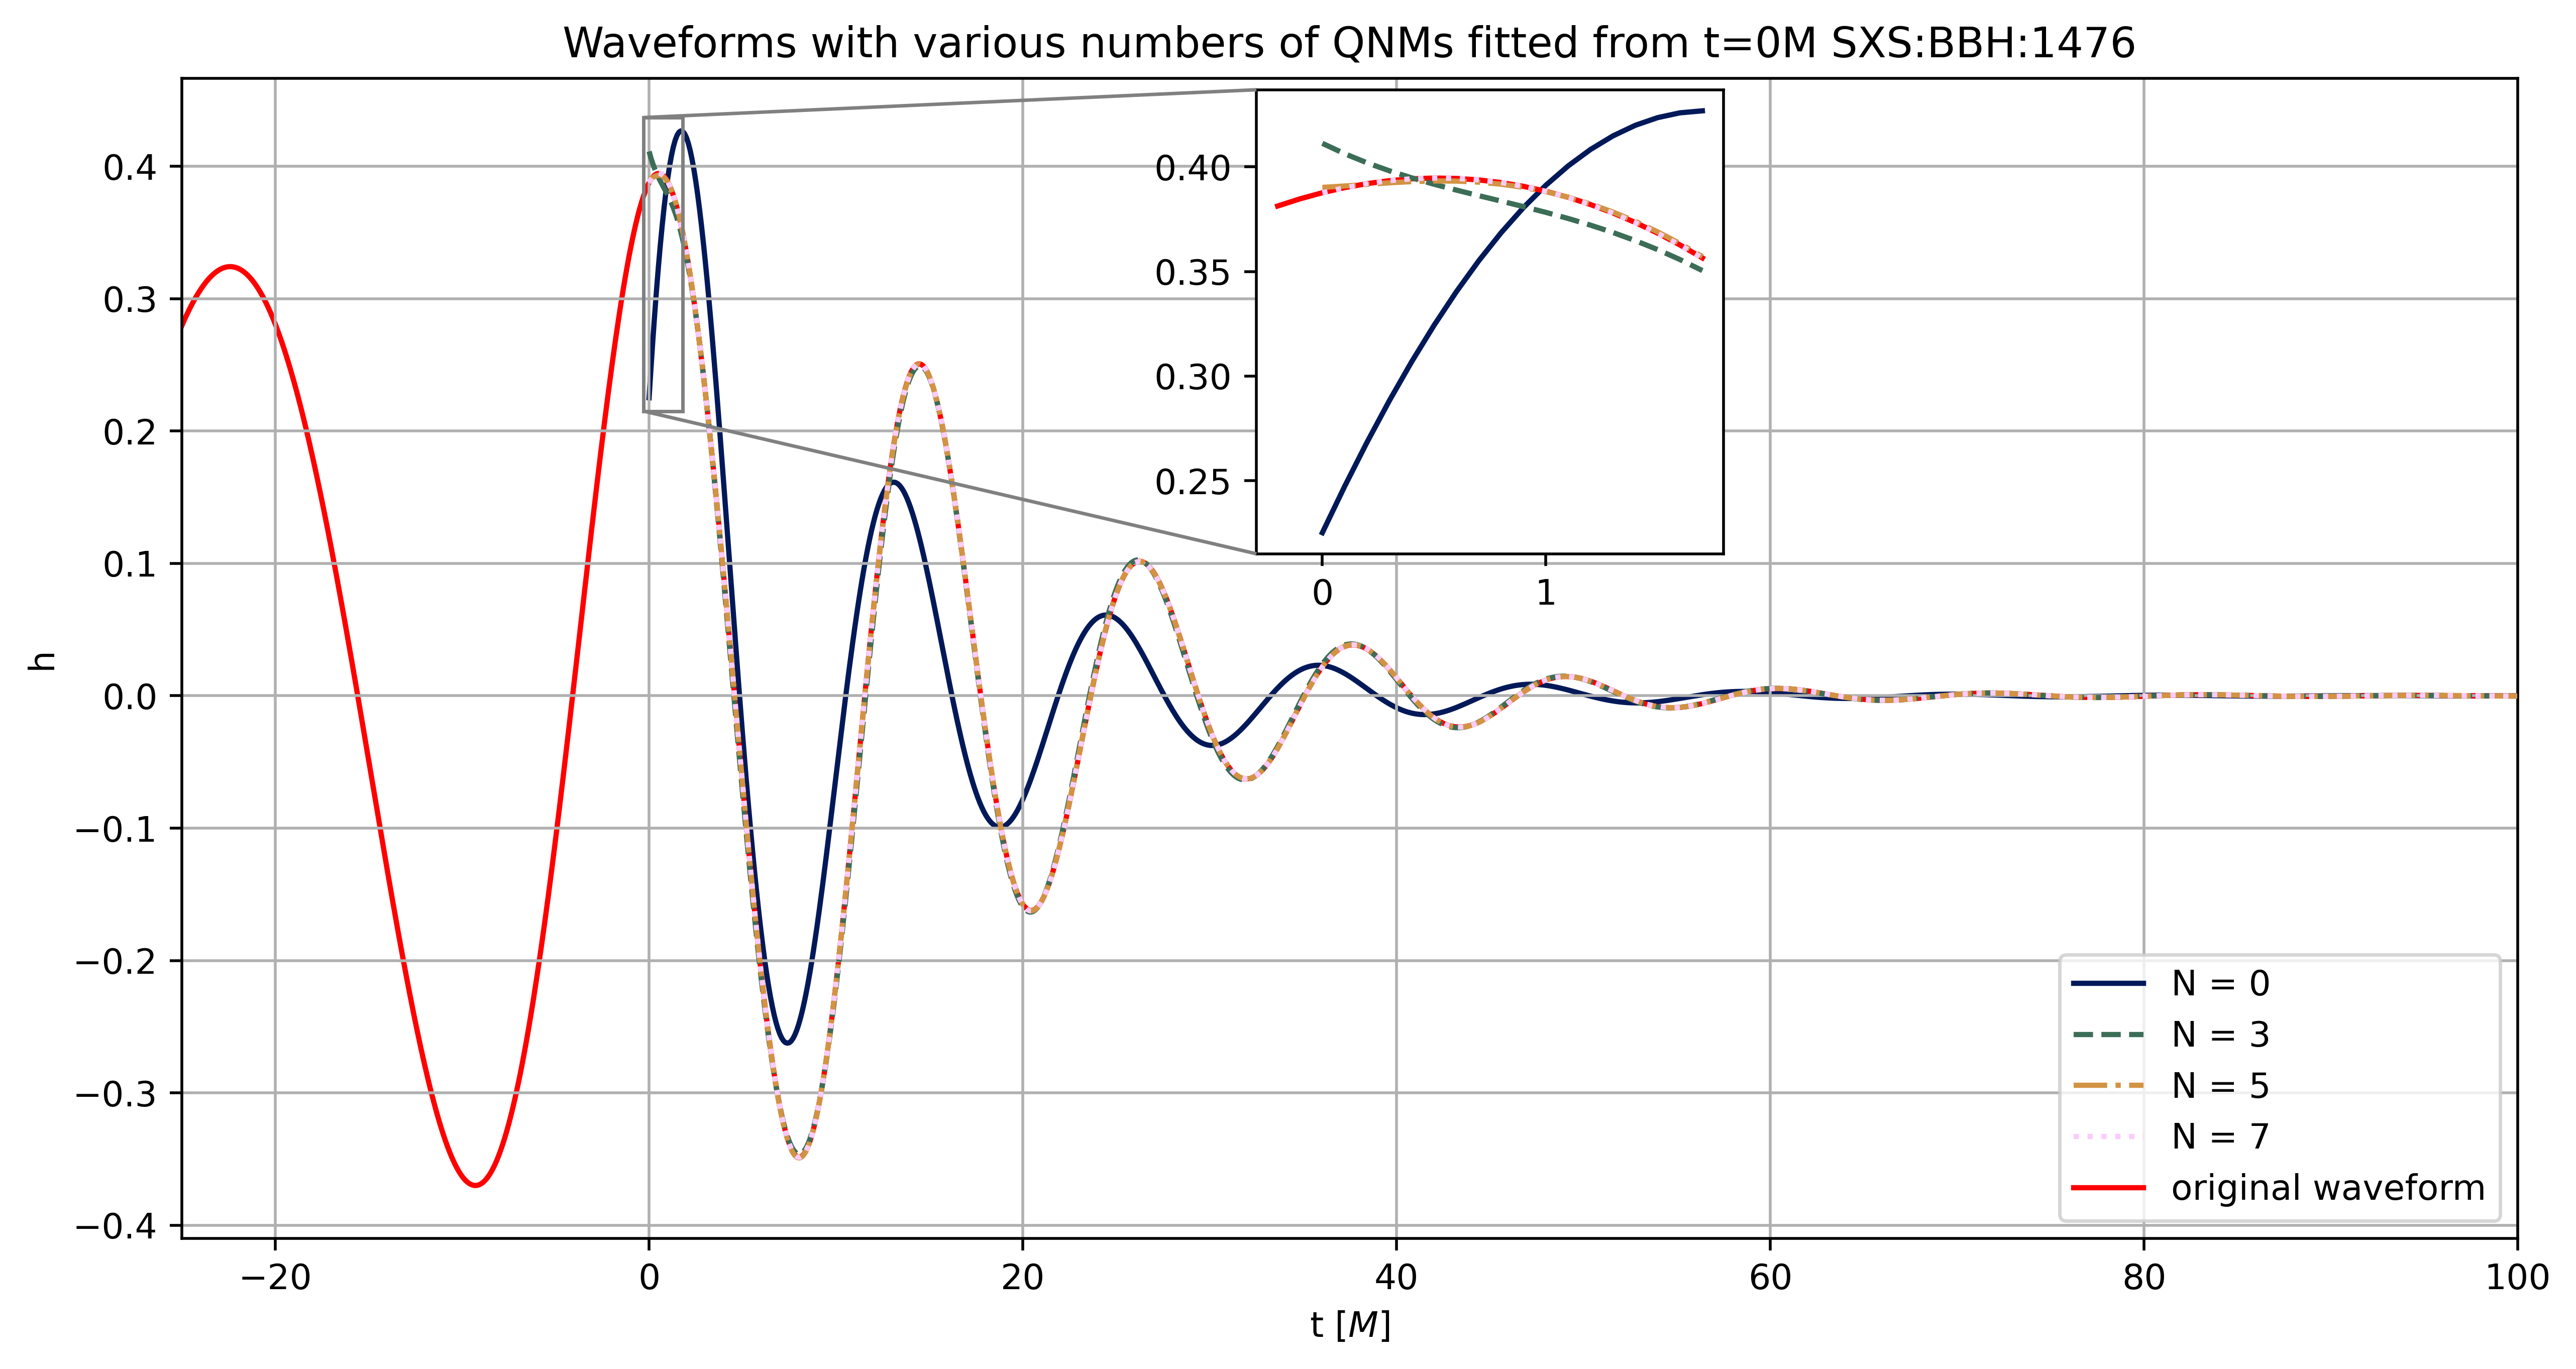 Waveforms with various numbers of QNMs fitted from t=0M SXS:BBH:1476
h
0.4
0.3
0.2
0.1
0.0
−0.1
−0.2
−0.3
−0.4
0.40
0.35
0.30
0.25
0 1
N = 0
N = 3
N = 5
N = 7
original waveform
−20 0 20 40 60 80 100
t [M]